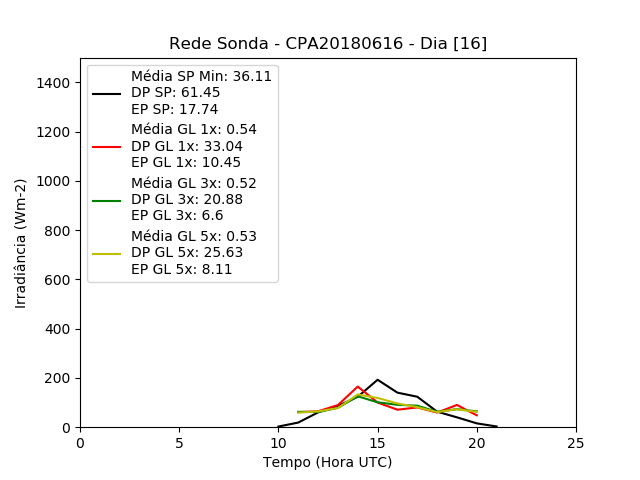 Rede Sonda - CPA20180616 - Dia [16]
Irradiância (Wm-2)
1400
1200
1000
800
600
400
200
0
Média SP Min: 36.11
DP SP: 61.45
EP SP: 17.74
Média GL 1x: 0.54
DP GL 1x: 33.04
EP GL 1x: 10.45
Média GL 3x: 0.52
DP GL 3x: 20.88
EP GL 3x: 6.6
Média GL 5x: 0.53
DP GL 5x: 25.63
EP GL 5x: 8.11
0 5 10 15 20 25
Tempo (Hora UTC)